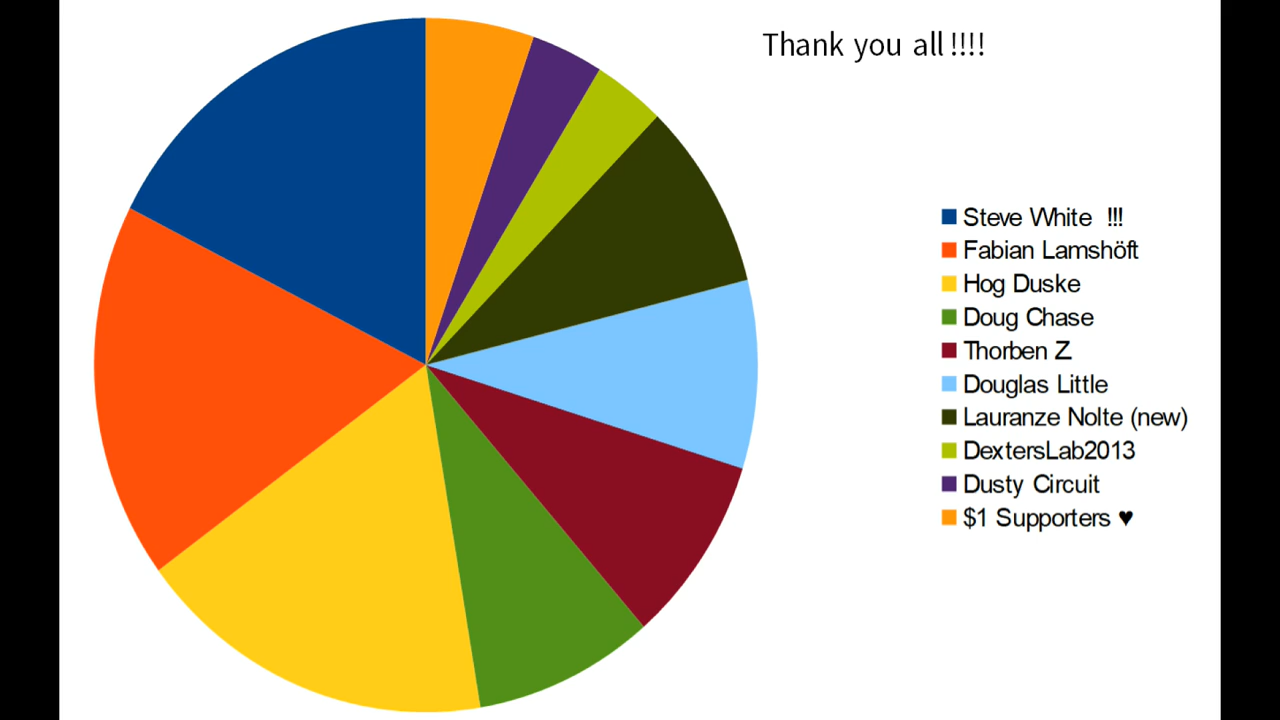 Thank you all !!!!
Steve White !!!
Fabian Lamshöft
Hog Duske
Doug Chase
Thorben Z
Douglas Little
Lauranze Nolte (new)
DextersLab2013
Dusty Circuit
$1 Supporters ♥